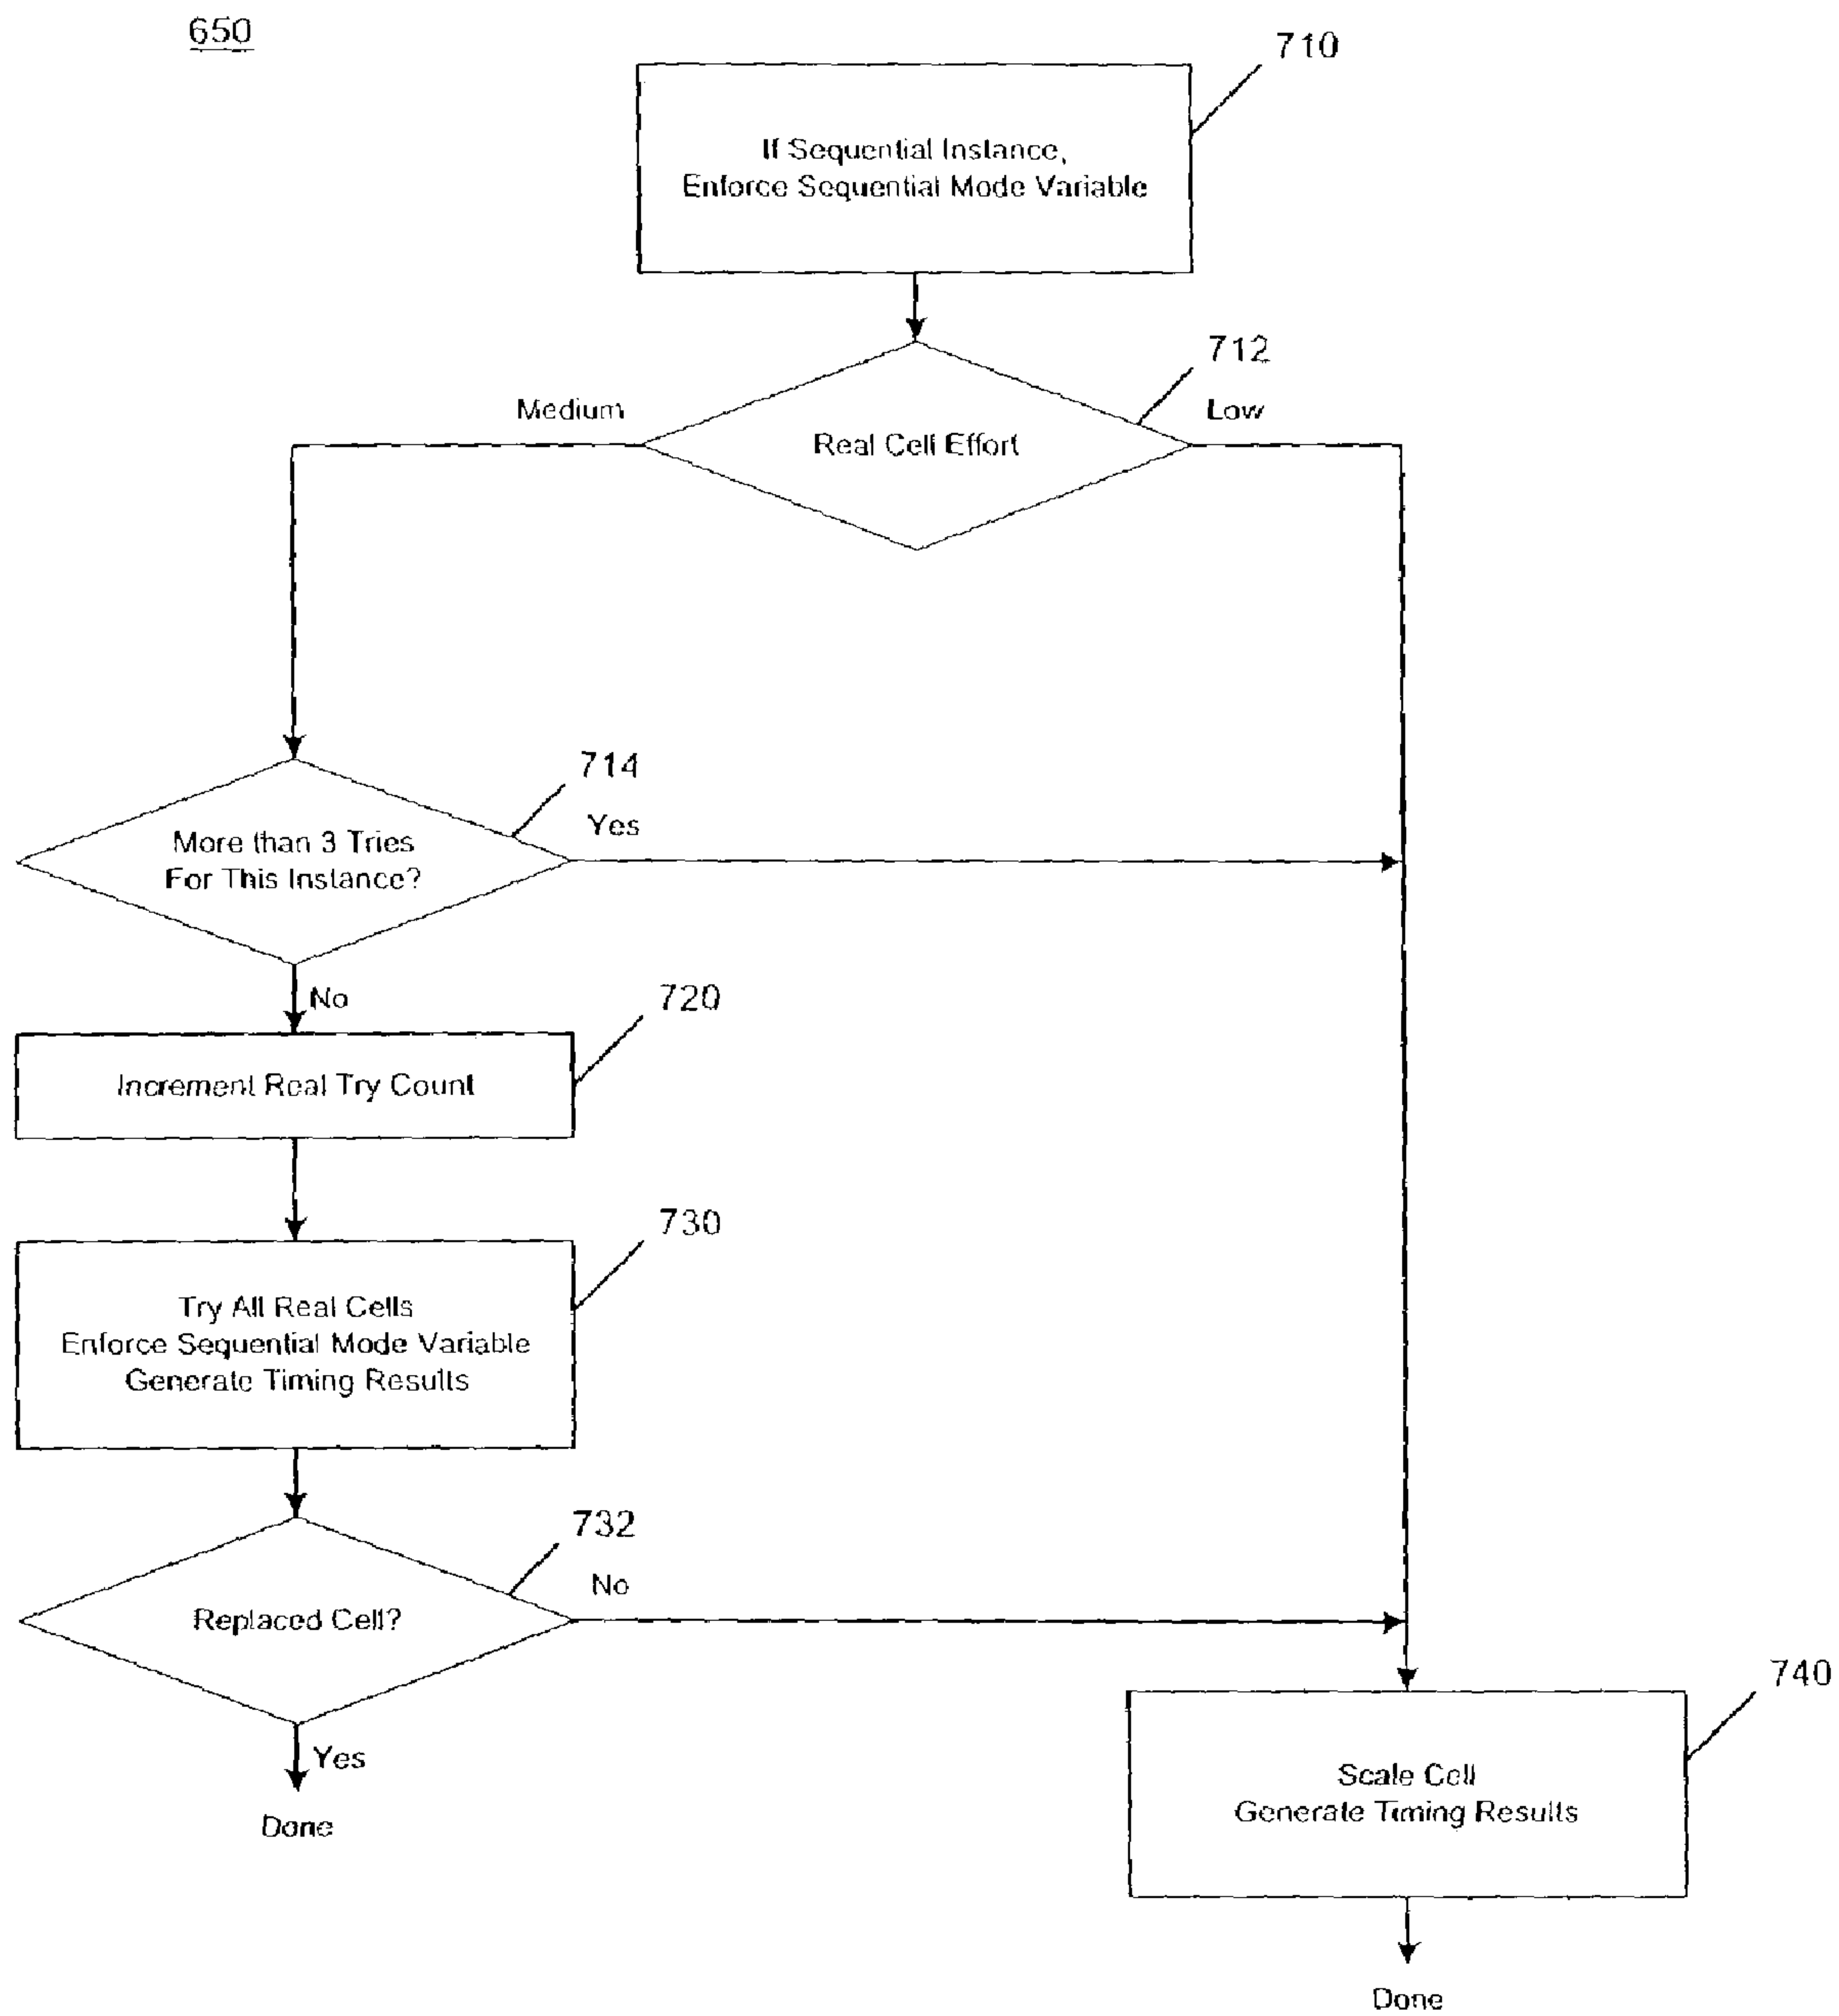 650
710
If Sequential Instance,
Enforce Sequential Mode Variable
712
Medium
Low
Real Cell Effort
714
Yes
More than 3 Tries
For This Instance?
No
720
Increment Real Try Count
730
Try All Real Cells
Enforce Sequential Mode Variable
Generate Timing Results
732
No
Replaced Cell?
Yes
Done
740
Scale Cell
Generate Timing Results
Done